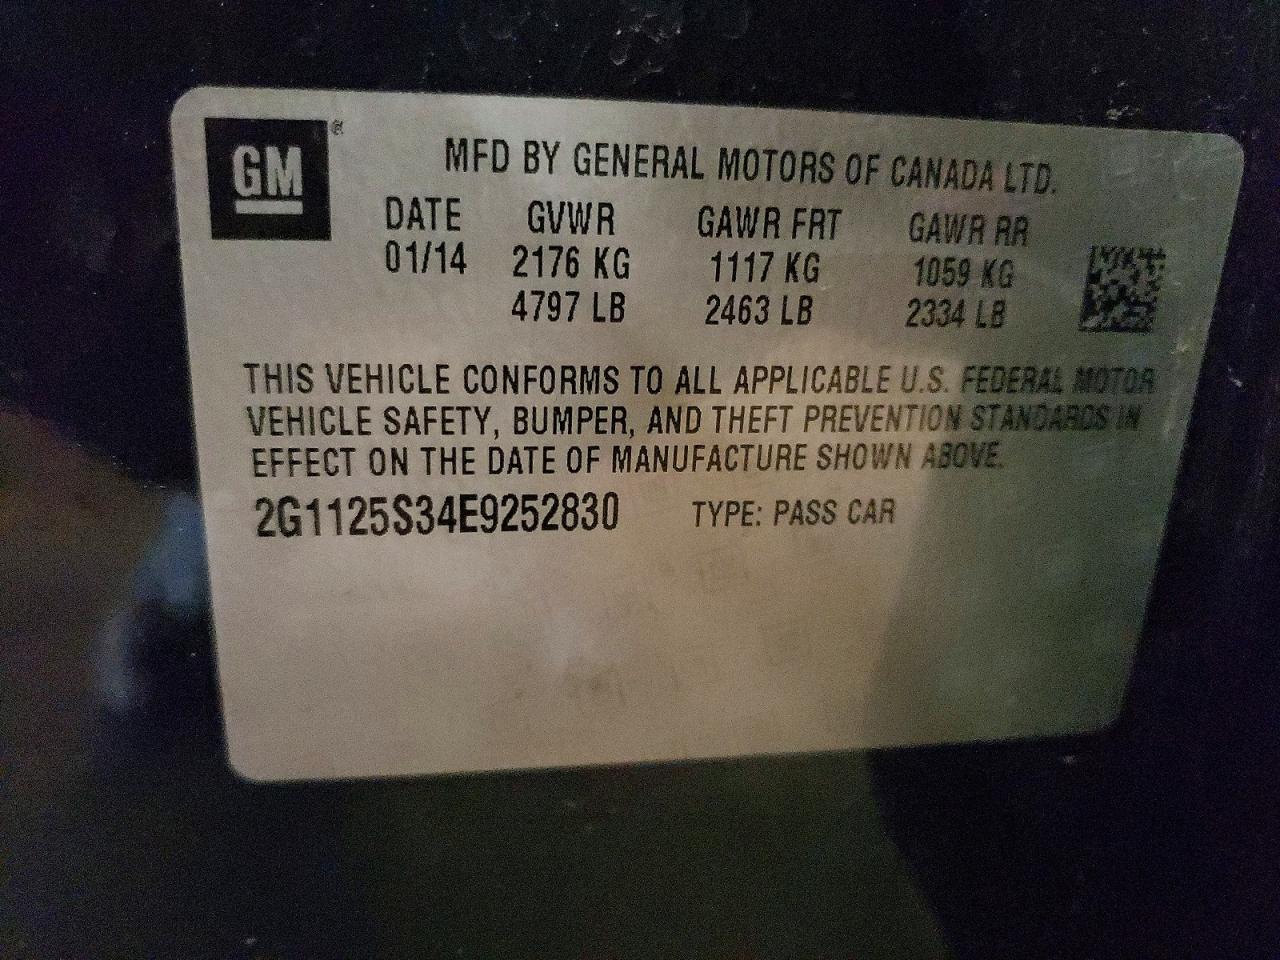 GM ®
MFD BY GENERAL MOTORS OF CANADA LTD.
DATE GVWR GAWR FRT GAWR RR
01/14 2176 KG 1117 KG 1059 KG
4797 LB 2463 LB 2334 LB
THIS VEHICLE CONFORMS TO ALL APPLICABLE U.S. FEDERAL MOTOR
VEHICLE SAFETY, BUMPER, AND THEFT PREVENTION STANDARDS IN
EFFECT ON THE DATE OF MANUFACTURE SHOWN ABOVE.
2G1125S34E9252830 TYPE: PASS CAR